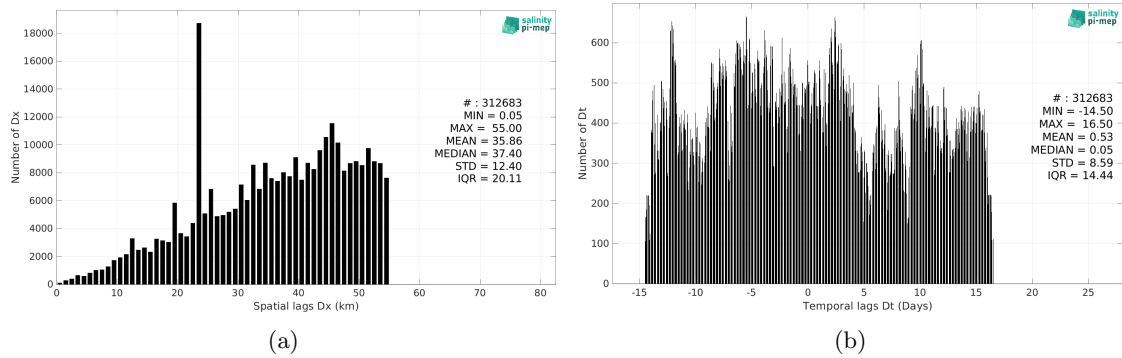 salinity
pi-mep
18000
16000
14000
12000
10000
8000
6000
4000
2000
0
Number of Dx
# : 312683
MIN = 0.05
MAX = 55.00
MEAN = 35.86
MEDIAN = 37.40
STD = 12.40
IQR = 20.11
0 10 20 30 40 50 60 70 80
Spatial lags Dx (km)
(a)
salinity
pi-mep
600
500
400
300
200
100
0
Number of Dt
# : 312683
MIN = -14.50
MAX = 16.50
MEAN = 0.53
MEDIAN = 0.05
STD = 8.59
IQR = 14.44
-15 -10 -5 0 5 10 15 20 25
Temporal lags Dt (Days)
(b)